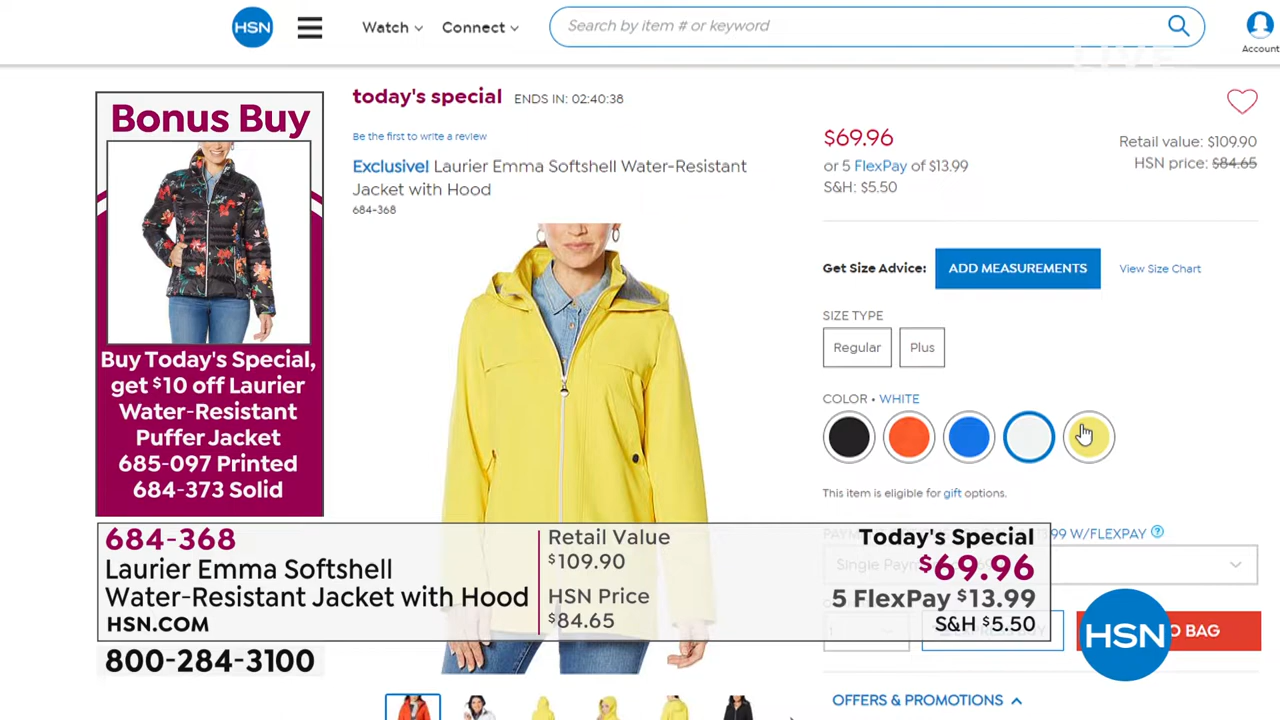 HSN
Watch
Connect
Search by item # or keyword
Account
LIVE
Bonus Buy
Buy Today's Special,
get $10 off Laurier
Water-Resistant
Puffer Jacket
685-097 Printed
684-373 Solid
today's special ENDS IN: 02:40:38
Be the first to write a review
Exclusive! Laurier Emma Softshell Water-Resistant
Jacket with Hood
684-368
$69.96
or 5 FlexPay of $13.99
S&H: $5.50
Retail value: $109.90
HSN price: $84.65
Get Size Advice: ADD MEASUREMENTS View Size Chart
SIZE TYPE
Regular Plus
COLOR • WHITE
This item is eligible for gift options.
99 W/FLEXPAY
684-368
Laurier Emma Softshell
Water-Resistant Jacket with Hood
HSN.COM
Retail Value
$109.90
HSN Price
$84.65
Today's Special
$69.96
5 FlexPay $13.99
S&H $5.50
800-284-3100
HSN
O BAG
OFFERS & PROMOTIONS